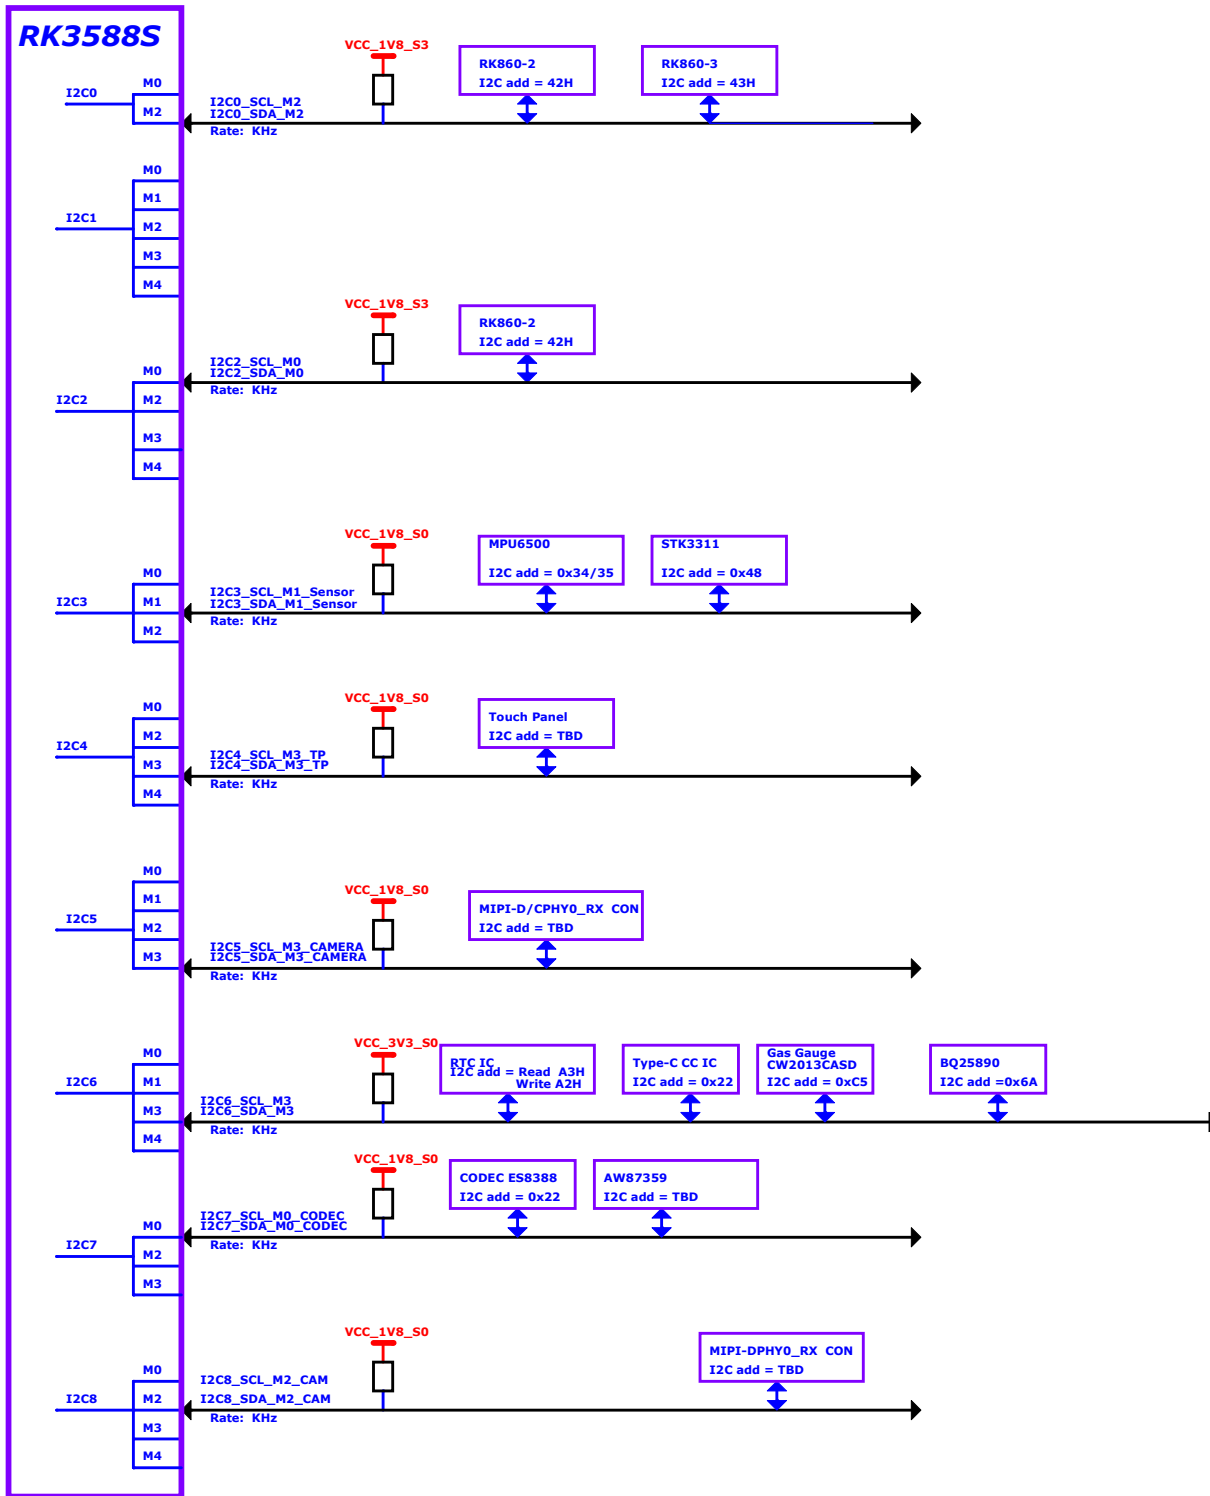 RK3588S
VCC_1V8_S3
RK860-2
I2C add = 42H
RK860-3
I2C add = 43H
I2C0
M0
M2
I2C0_SCL_M2
I2C0_SDA_M2
Rate: KHz
I2C1
M0
M1
M2
M3
M4
VCC_1V8_S3
RK860-2
I2C add = 42H
I2C2
M0
M2
M3
M4
I2C2_SCL_M0
I2C2_SDA_M0
Rate: KHz
VCC_1V8_S0
MPU6500
I2C add = 0x34/35
STK3311
I2C add = 0x48
I2C3
M0
M1
M2
I2C3_SCL_M1_Sensor
I2C3_SDA_M1_Sensor
Rate: KHz
VCC_1V8_S0
Touch Panel
I2C add = TBD
I2C4
M0
M2
M3
M4
I2C4_SCL_M3_TP
I2C4_SDA_M3_TP
Rate: KHz
VCC_1V8_S0
MIPI-D/CPHY0_RX CON
I2C add = TBD
I2C5
M0
M1
M2
M3
I2C5_SCL_M3_CAMERA
I2C5_SDA_M3_CAMERA
Rate: KHz
VCC_3V3_S0
RTC IC
I2C add = Read A3H
Write A2H
Type-C CC IC
I2C add = 0x22
Gas Gauge
CW2013CASD
I2C add = 0xC5
BQ25890
I2C add =0x6A
I2C6
M0
M1
M3
M4
I2C6_SCL_M3
I2C6_SDA_M3
Rate: KHz
VCC_1V8_S0
CODEC ES8388
I2C add = 0x22
AW87359
I2C add = TBD
I2C7
M0
M2
M3
I2C7_SCL_M0_CODEC
I2C7_SDA_M0_CODEC
Rate: KHz
VCC_1V8_S0
MIPI-DPHY0_RX CON
I2C add = TBD
I2C8
M0
M2
M3
M4
I2C8_SCL_M2_CAM
I2C8_SDA_M2_CAM
Rate: KHz